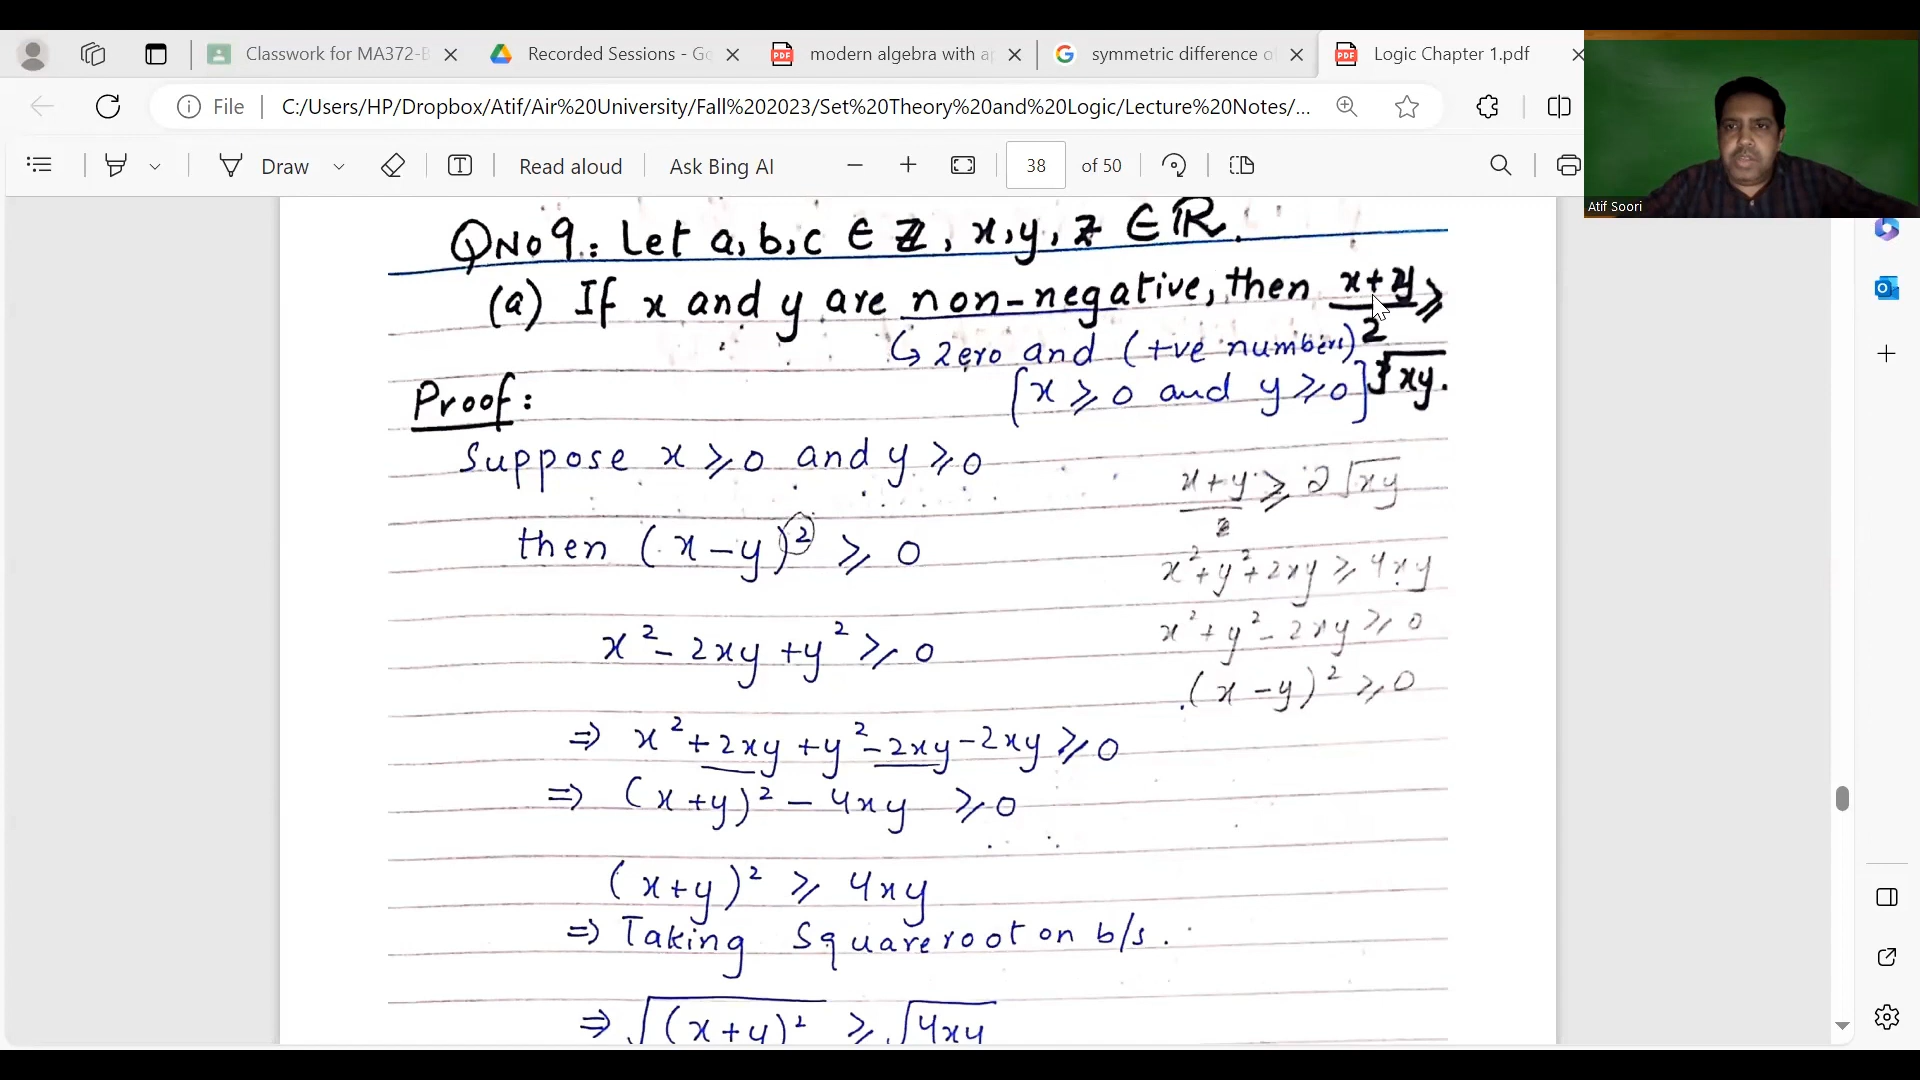 Classwork for MA372-B
Recorded Sessions - Go
modern algebra with ap
symmetric difference o
Logic Chapter 1.pdf
File
C:/Users/HP/Dropbox/Atif/Air%20University/Fall%202023/Set%20Theory%20and%20Logic/Lecture%20Notes/...
Draw
Read aloud
Ask Bing AI
38
of 50
Atif Soori
QNo9.: Let a,b,c ∈ Z, x,y,z ∈ R.
(a) If x and y are non-negative, then x+y/2 ≥
↳ zero and (+ve numbers)
√xy.
[x ≥ 0 and y ≥ 0]
Proof:
Suppose x ≥ 0 and y ≥ 0
x+y/2 ≥ 2√xy
then (x-y)² ≥ 0
x²+y²+2xy ≥ 4xy
x²+y²-2xy ≥ 0
x²-2xy+y² ≥ 0
(x-y)² ≥ 0
⇒ x²+2xy+y²-2xy-2xy ≥ 0
⇒ (x+y)²-4xy ≥ 0
(x+y)² ≥ 4xy
⇒ Taking Squareroot on b/s.
⇒ √(x+y)² ≥ √4xy